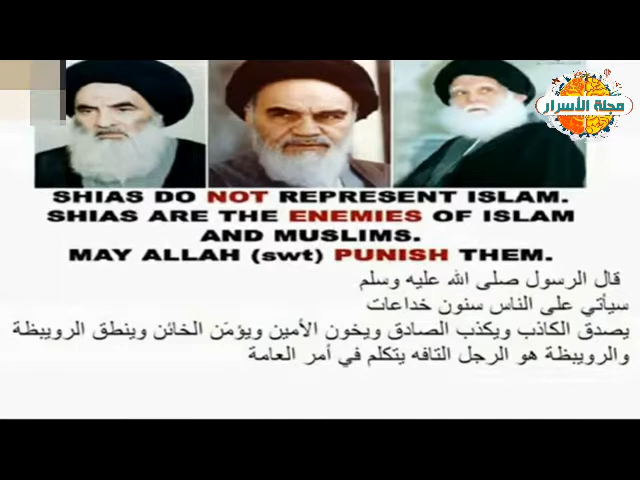 مجلة الأسرار
SHIAS DO NOT REPRESENT ISLAM.
SHIAS ARE THE ENEMIES OF ISLAM
AND MUSLIMS.
MAY ALLAH (swt) PUNISH THEM.
قال الرسول صلى الله عليه وسلم
سيأتي على الناس سنون خداعات
يصدق الكاذب ويكذب الصادق ويخون الأمين ويؤمّن الخائن وينطق الرويبظة
والرويبظة هو الرجل التافه يتكلم في أمر العامة